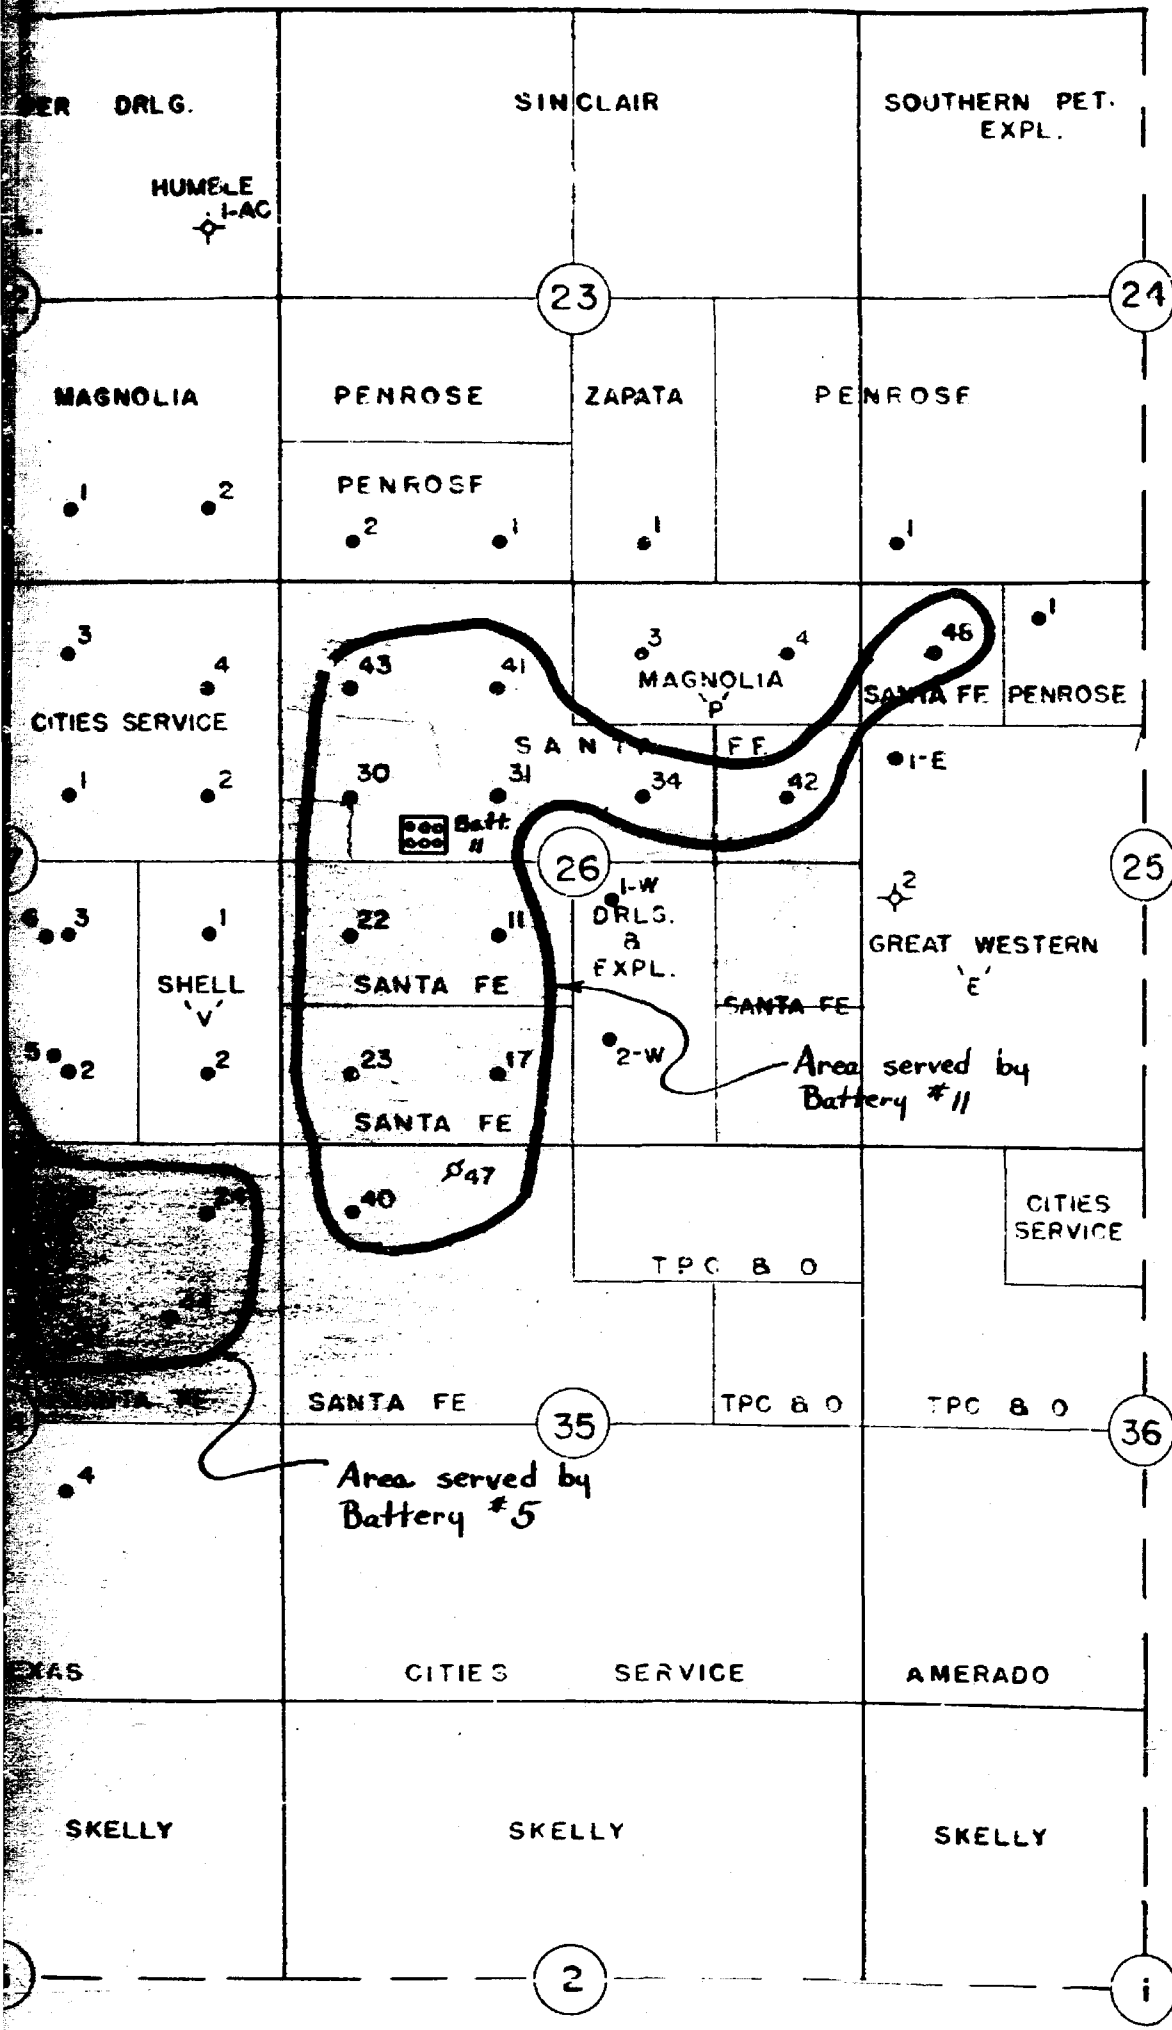 DRLG.
SINCLAIR
SOUTHERN PET.
EXPL.
HUMBLE
1-AC
23
24
MAGNOLIA
PENROSE
ZAPATA
PENROSE
PENROSE
1
2
2
1
1
1
3
4
43
41
3
4
MAGNOLIA
"P"
46
1
SANTA FE
PENROSE
CITIES SERVICE
SANTA FE
1
2
30
31
34
42
1-E
Batt.
11
26
25
6
3
1
22
11
1-W
DRLG.
&
EXPL.
2
GREAT WESTERN
"E"
SHELL
"V"
SANTA FE
SANTA FE
5
2
2
23
17
2-W
Area served by
Battery #11
SANTA FE
24
40
47
CITIES
SERVICE
TPC & O
SANTA FE
SANTA FE
35
TPC & O
TPC & O
36
4
Area served by
Battery #5
CITIES SERVICE
AMERADO
SKELLY
SKELLY
SKELLY
2
1